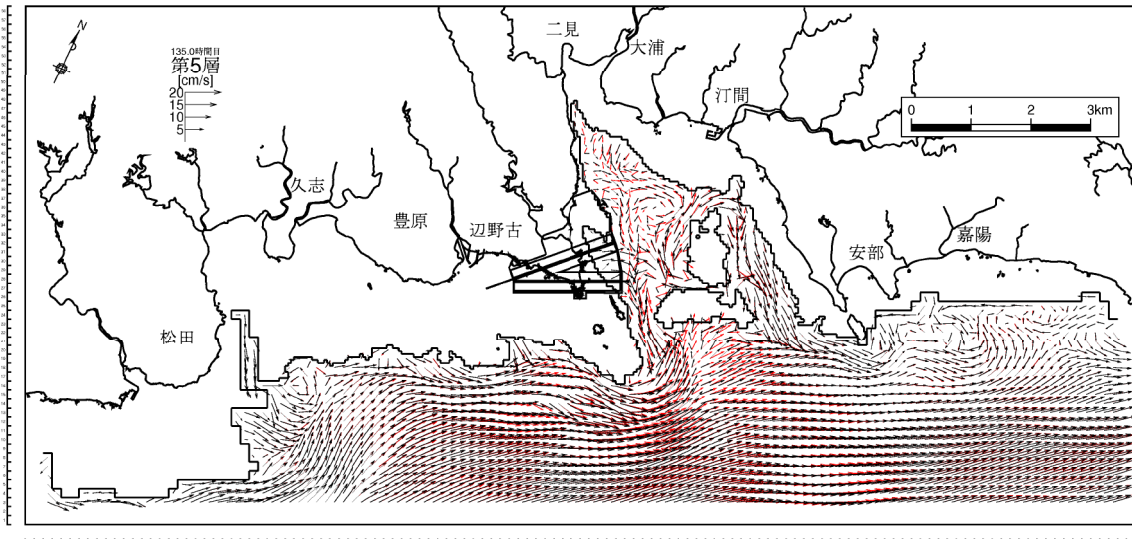 N
135.0時間目
第5層
[cm/s]
20
15
10
5
二見
大浦
汀間
0 1 2 3km
久志
豊原
辺野古
安部
嘉陽
松田